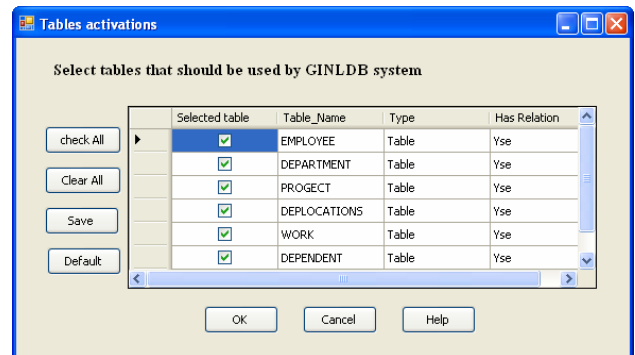 Tables activations
Select tables that should be used by GINLDB system
Selected table Table_Name Type Has Relation
check All EMPLOYEE Table Yse
DEPARTMENT Table Yse
Clear All PROGECT Table Yse
Save DEPLOCATIONS Table Yse
WORK Table Yse
Default DEPENDENT Table Yse
OK Cancel Help